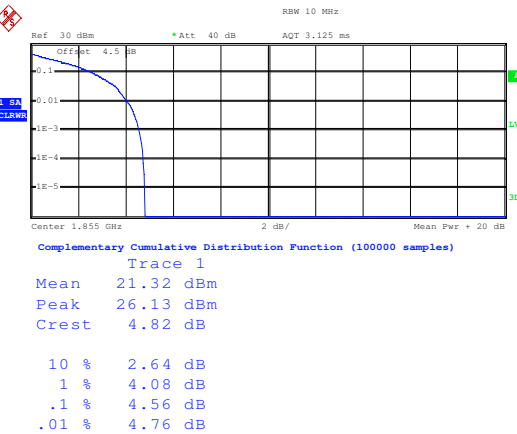 RBW 10 MHz
Ref 30 dBm *Att 40 dB AQT 3.125 ms
Offset 4.5 dB
0.1
0.01
1 SA
CLRWR
1E-3
LV
1E-4
1E-5
Center 1.855 GHz 2 dB/ Mean Pwr + 20 dB
Complementary Cumulative Distribution Function (100000 samples)
Trace 1
Mean 21.32 dBm
Peak 26.13 dBm
Crest 4.82 dB
10 % 2.64 dB
1 % 4.08 dB
.1 % 4.56 dB
.01 % 4.76 dB